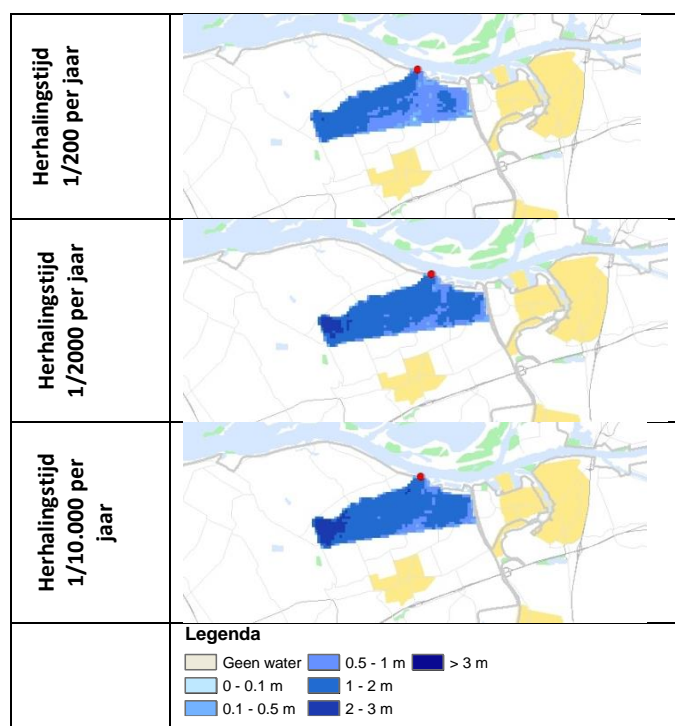 Herhalingstijd
1/200 per jaar
Herhalingstijd
1/2000 per jaar
Herhalingstijd
1/10.000 per
jaar
Legenda
Geen water
0.5 - 1 m
> 3 m
0 - 0.1 m
1 - 2 m
0.1 - 0.5 m
2 - 3 m